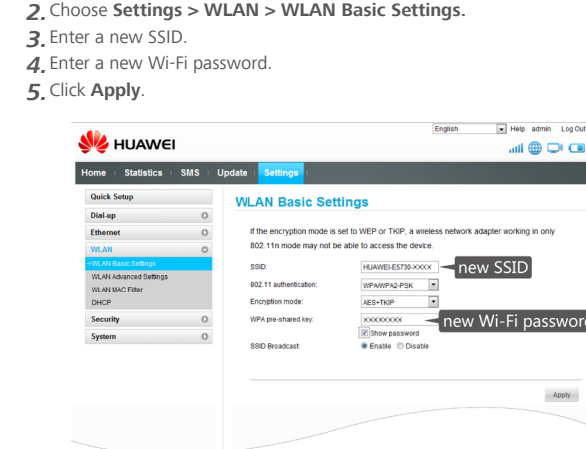 2. Choose Settings > WLAN > WLAN Basic Settings.
3. Enter a new SSID.
4. Enter a new Wi-Fi password.
5. Click Apply.
English Help admin Log Out
HUAWEI
Home Statistics SMS Update Settings
Quick Setup
Dial-up
Ethernet
WLAN
→WLAN Basic Settings
WLAN Advanced Settings
WLAN MAC Filter
DHCP
Security
System
WLAN Basic Settings
If the encryption mode is set to WEP or TKIP, a wireless network adapter working in only
802.11n mode may not be able to access the device.
SSID: HUAWEI-E5730-XXXX new SSID
802.11 authentication: WPA/WPA2-PSK
Encryption mode: AES+TKIP
WPA pre-shared key: XXXXXXXX new Wi-Fi password
Show password
SSID Broadcast: Enable Disable
Apply